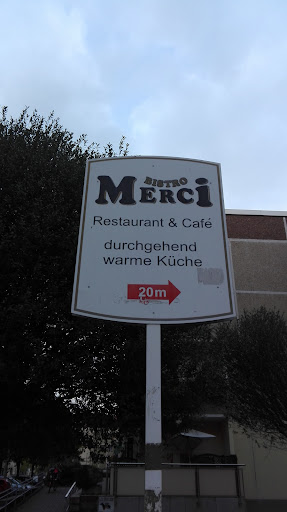 BISTRO
MERCi
Restaurant & Café
durchgehend
warme Küche
20m